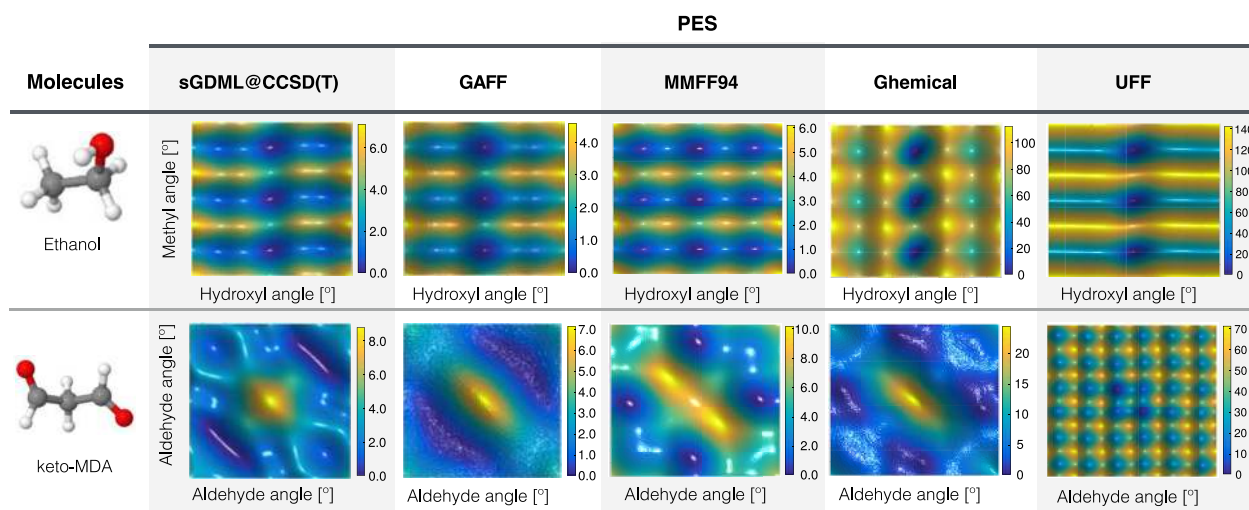 PES
Molecules
sGDML@CCSD(T)
GAFF
MMFF94
Ghemical
UFF
Ethanol
Methyl angle [°]
6.0
4.0
2.0
0.0
Hydroxyl angle [°]
4.0
3.0
2.0
1.0
0.0
Hydroxyl angle [°]
6.0
5.0
4.0
3.0
2.0
1.0
0.0
Hydroxyl angle [°]
100
80
60
40
20
0
Hydroxyl angle [°]
140
120
100
80
60
40
20
0
Hydroxyl angle [°]
keto-MDA
Aldehyde angle [°]
8.0
6.0
4.0
2.0
0.0
Aldehyde angle [°]
7.0
6.0
5.0
4.0
3.0
2.0
1.0
0.0
Aldehyde angle [°]
10.0
8.0
6.0
4.0
2.0
0.0
Aldehyde angle [°]
20
15
10
5
0
Aldehyde angle [°]
70
60
50
40
30
20
10
0
Aldehyde angle [°]